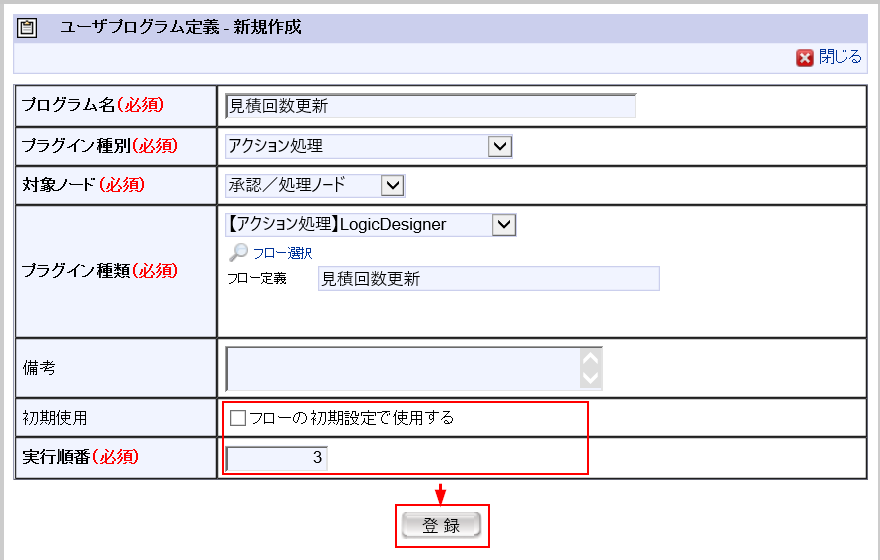 ユーザプログラム定義 - 新規作成
閉じる
プログラム名(必須) 見積回数更新
プラグイン種別(必須) アクション処理
対象ノード(必須) 承認／処理ノード
【アクション処理】LogicDesigner
フロー選択
プラグイン種類(必須)
フロー定義 見積回数更新
備考
初期使用 フローの初期設定で使用する
実行順番(必須) 3
登 録